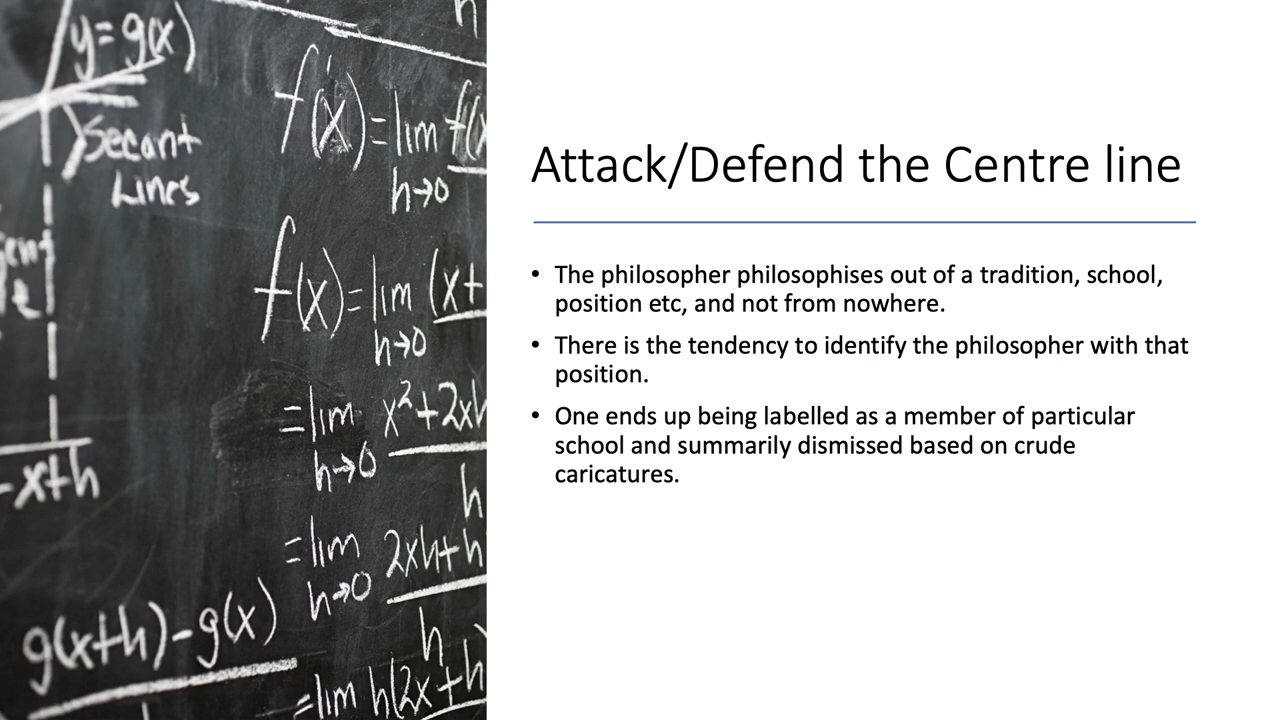 y=g(x)
Secant
Lines
f'(x)=lim f(x
h→0
f(x)=lim (x+
h→0
=lim x²+2xh
h→0 h
-x+h
=lim 2xh+h
h→0 h
g(x+h)-g(x)
=lim h(2x+h)
Attack/Defend the Centre line
• The philosopher philosophises out of a tradition, school,
position etc, and not from nowhere.
• There is the tendency to identify the philosopher with that
position.
• One ends up being labelled as a member of particular
school and summarily dismissed based on crude
caricatures.